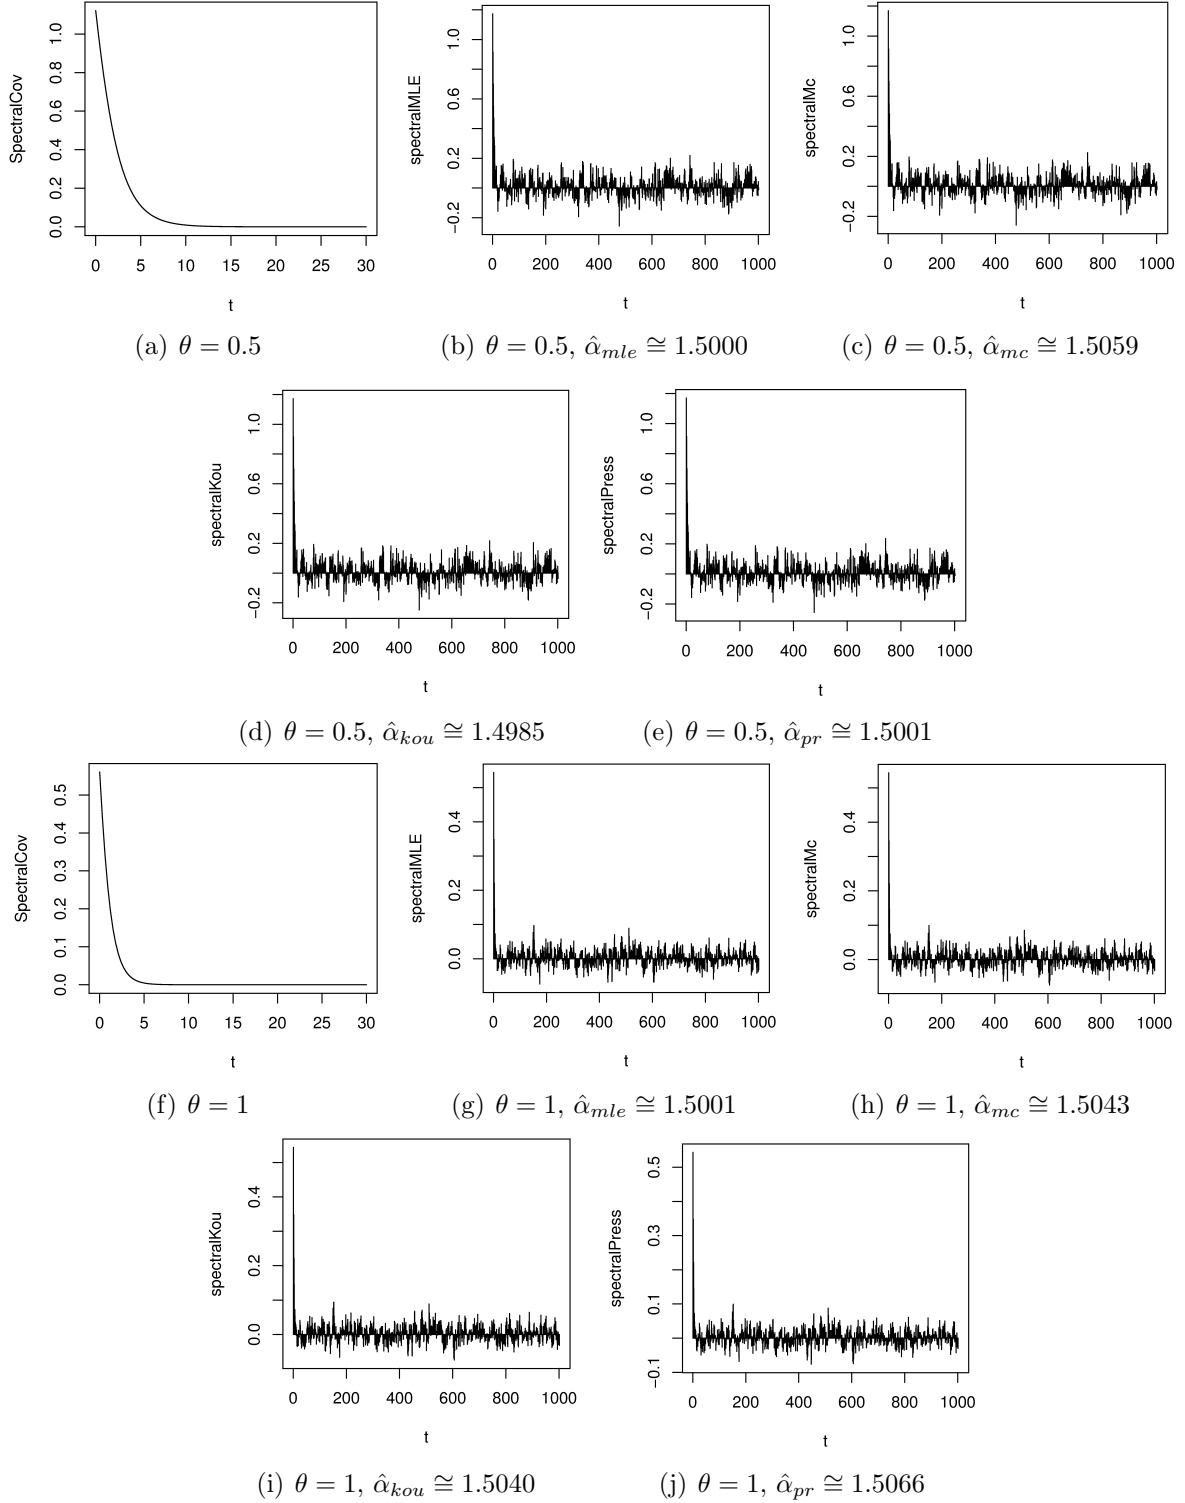 SpectralCov
0.0 0.2 0.4 0.6 0.8 1.0
0 5 10 15 20 25 30
t
spectralMLE
−0.2 0.2 0.6 1.0
0 200 400 600 800 1000
t
spectralMc
−0.2 0.2 0.6 1.0
0 200 400 600 800 1000
t
(a) θ = 0.5
(b) θ = 0.5, α̂_mle ≅ 1.5000
(c) θ = 0.5, α̂_mc ≅ 1.5059
spectralKou
−0.2 0.2 0.6 1.0
0 200 400 600 800 1000
t
spectralPress
−0.2 0.2 0.6 1.0
0 200 400 600 800 1000
t
(d) θ = 0.5, α̂_kou ≅ 1.4985
(e) θ = 0.5, α̂_pr ≅ 1.5001
SpectralCov
0.0 0.1 0.2 0.3 0.4 0.5
0 5 10 15 20 25 30
t
spectralMLE
0.0 0.2 0.4
0 200 400 600 800 1000
t
spectralMc
0.0 0.2 0.4
0 200 400 600 800 1000
t
(f) θ = 1
(g) θ = 1, α̂_mle ≅ 1.5001
(h) θ = 1, α̂_mc ≅ 1.5043
spectralKou
0.0 0.2 0.4
0 200 400 600 800 1000
t
spectralPress
−0.1 0.1 0.3 0.5
0 200 400 600 800 1000
t
(i) θ = 1, α̂_kou ≅ 1.5040
(j) θ = 1, α̂_pr ≅ 1.5066